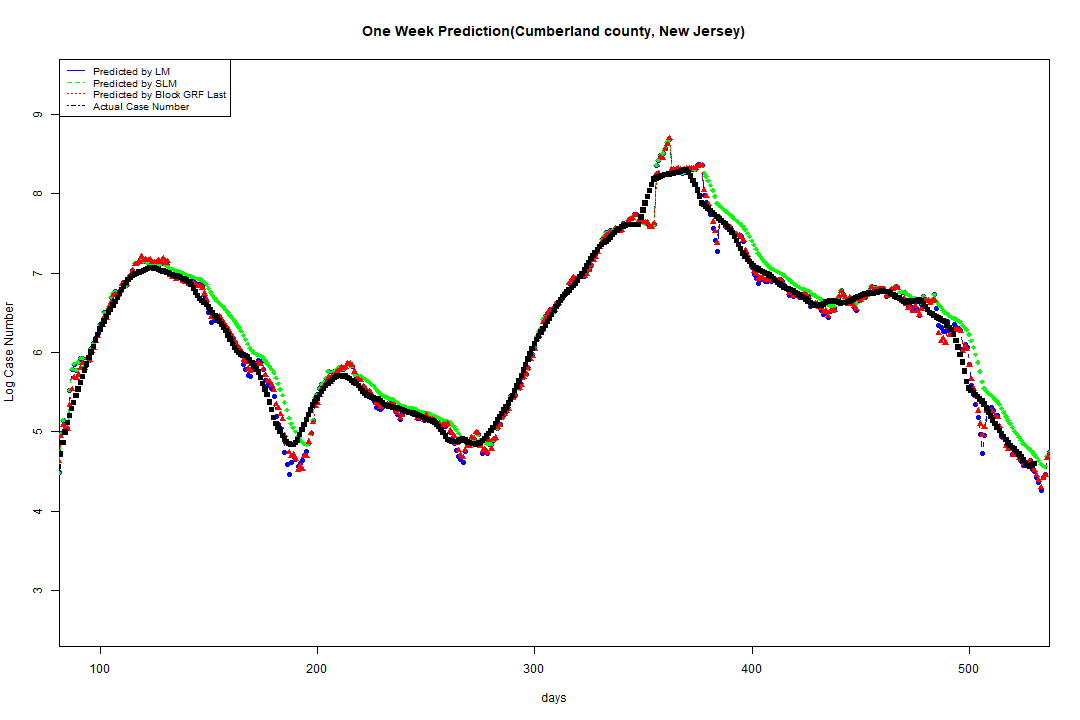 One Week Prediction(Cumberland county, New Jersey)
Predicted by LM
Predicted by SLM
Predicted by Block GRF Last
Actual Case Number
9
8
7
6
5
4
3
Log Case Number
100 200 300 400 500
days